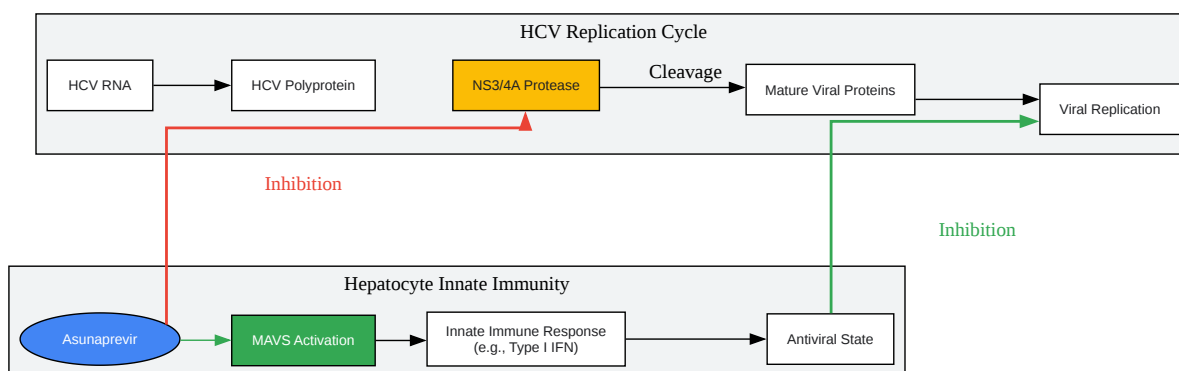 HCV Replication Cycle
HCV RNA
HCV Polyprotein
NS3/4A Protease
Cleavage
Mature Viral Proteins
Viral Replication
Inhibition
Inhibition
Hepatocyte Innate Immunity
Asunaprevir
MAVS Activation
Innate Immune Response
(e.g., Type I IFN)
Antiviral State